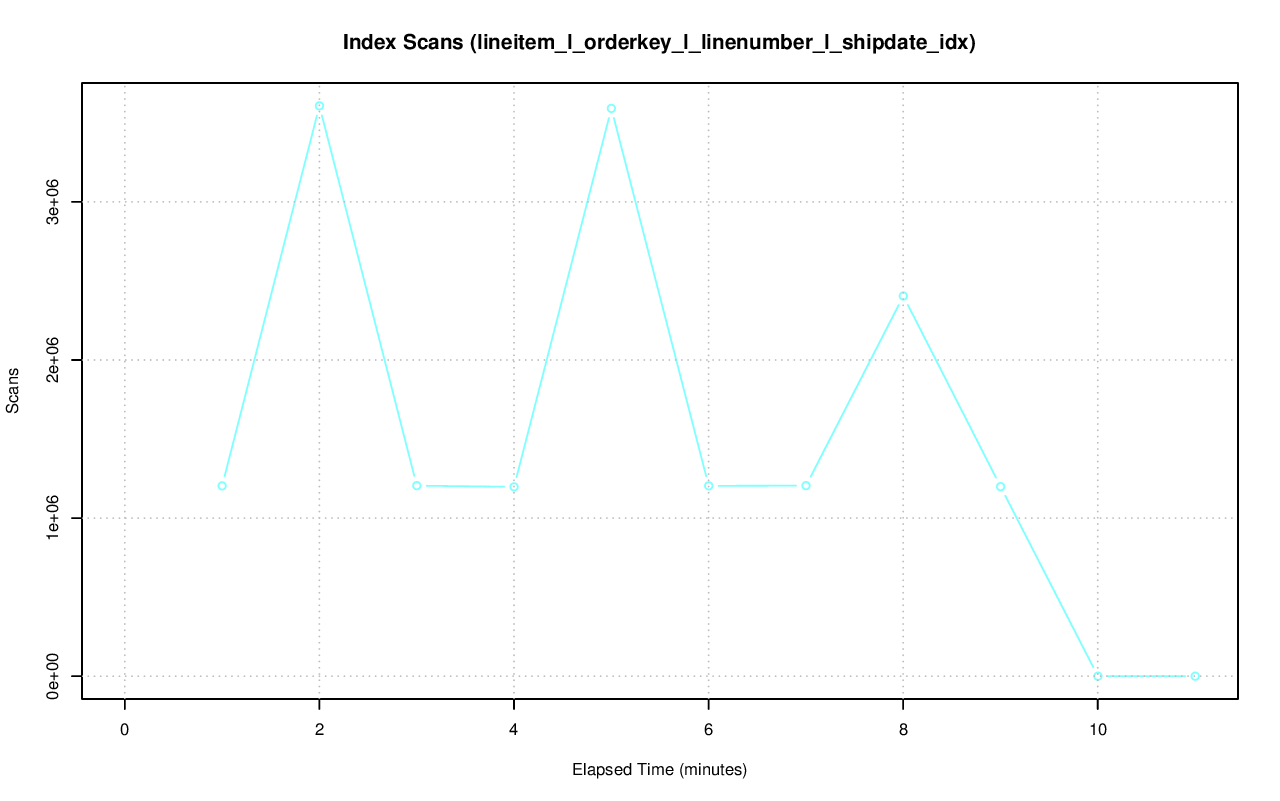 Index Scans (lineitem_l_orderkey_l_linenumber_l_shipdate_idx)
3e+06
2e+06
1e+06
0e+00
Scans
0 2 4 6 8 10
Elapsed Time (minutes)